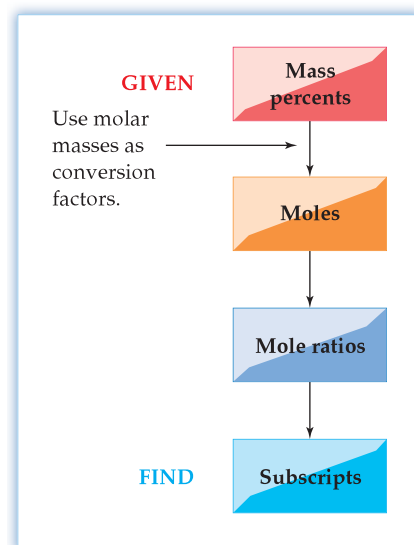 GIVEN
Mass
percents
Use molar
masses as
conversion
factors.
Moles
Mole ratios
FIND
Subscripts